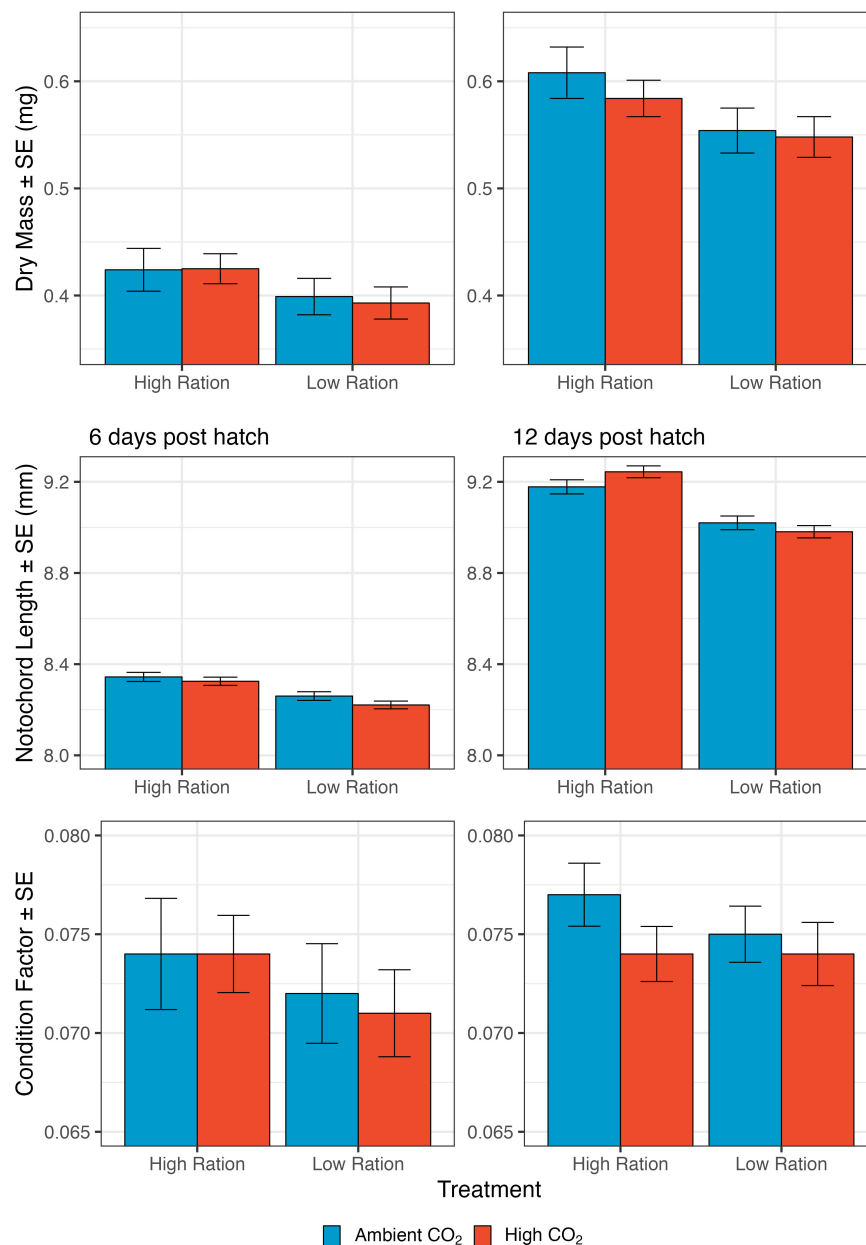 Dry Mass ± SE (mg)
0.6
0.5
0.4
High Ration Low Ration
0.6
0.5
0.4
High Ration Low Ration
6 days post hatch
12 days post hatch
Notochord Length ± SE (mm)
9.2
8.8
8.4
8.0
High Ration Low Ration
9.2
8.8
8.4
8.0
High Ration Low Ration
Condition Factor ± SE
0.080
0.075
0.070
0.065
High Ration Low Ration
0.080
0.075
0.070
0.065
High Ration Low Ration
Treatment
Ambient CO₂ High CO₂